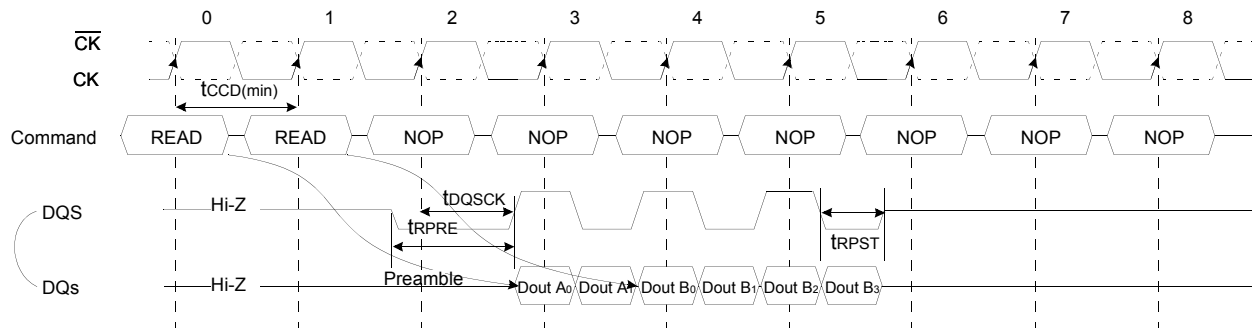 0 1 2 3 4 5 6 7 8
CK
CK
tCCD(min)
Command READ READ NOP NOP NOP NOP NOP NOP NOP
DQS Hi-Z tDQSCK
tRPRE tRPST
Preamble
DQs Hi-Z Dout A0 Dout A1 Dout B0 Dout B1 Dout B2 Dout B3